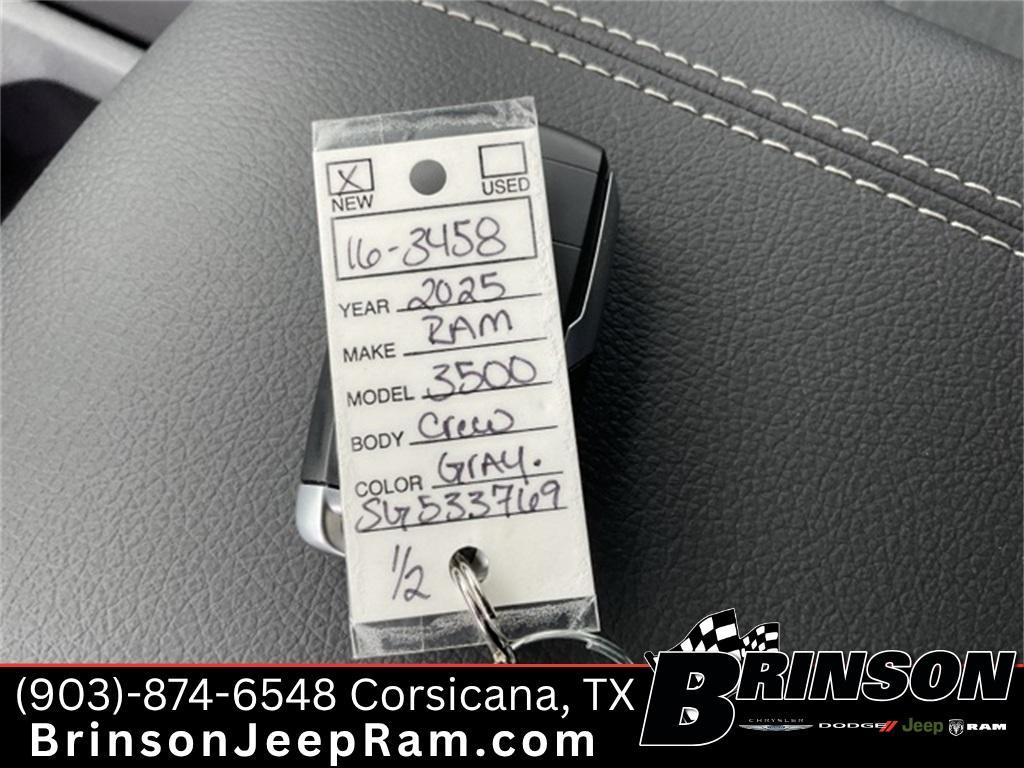 X
NEW USED
16-3458
YEAR 2025
MAKE RAM
MODEL 3500
BODY Crew
COLOR GRAY.
SG533769
1/2
(903)-874-6548 Corsicana, TX
BrinsonJeepRam.com
BRINSON
CHRYSLER DODGE// Jeep RAM